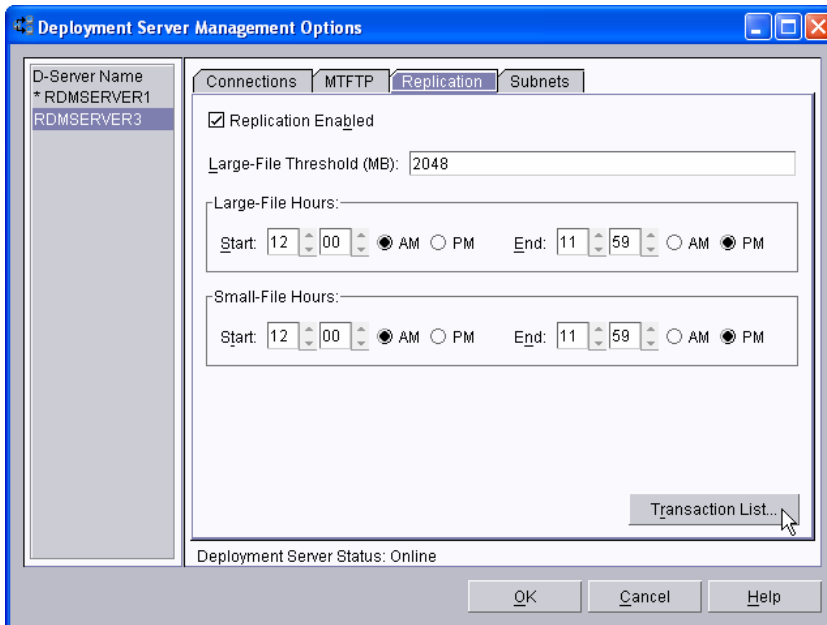 Deployment Server Management Options
D-Server Name
* RDMSERVER1
RDMSERVER3
Connections MTFTP Replication Subnets
Replication Enabled
Large-File Threshold (MB): 2048
Large-File Hours:
Start: 12 00 AM PM End: 11 59 AM PM
Small-File Hours:
Start: 12 00 AM PM End: 11 59 AM PM
Transaction List...
Deployment Server Status: Online
OK Cancel Help